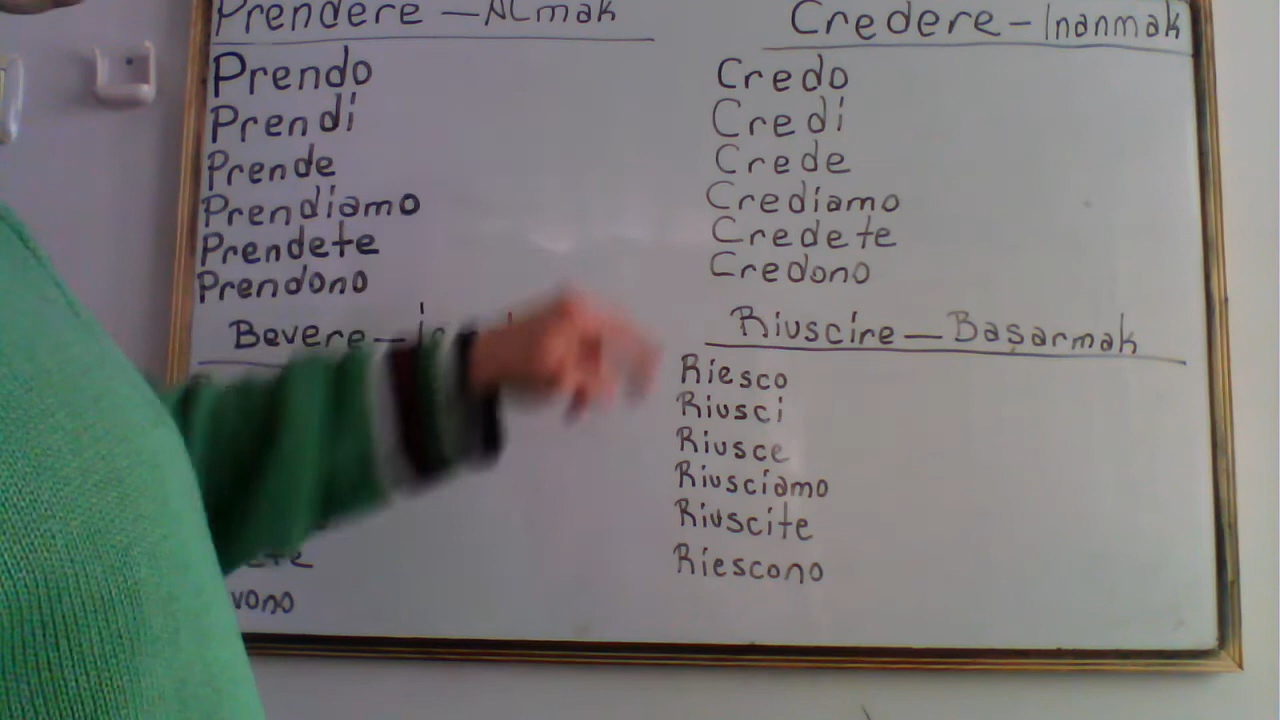 Prendere – ALmak
Prendo
Prendi
Prende
Prendiamo
Prendete
Prendono
Bevere –
Credere – Inanmak
Credo
Credi
Crede
Crediamo
Credete
Credono
Riuscire – Başarmak
Riesco
Riusci
Riusce
Riusciamo
Riuscite
Riescono